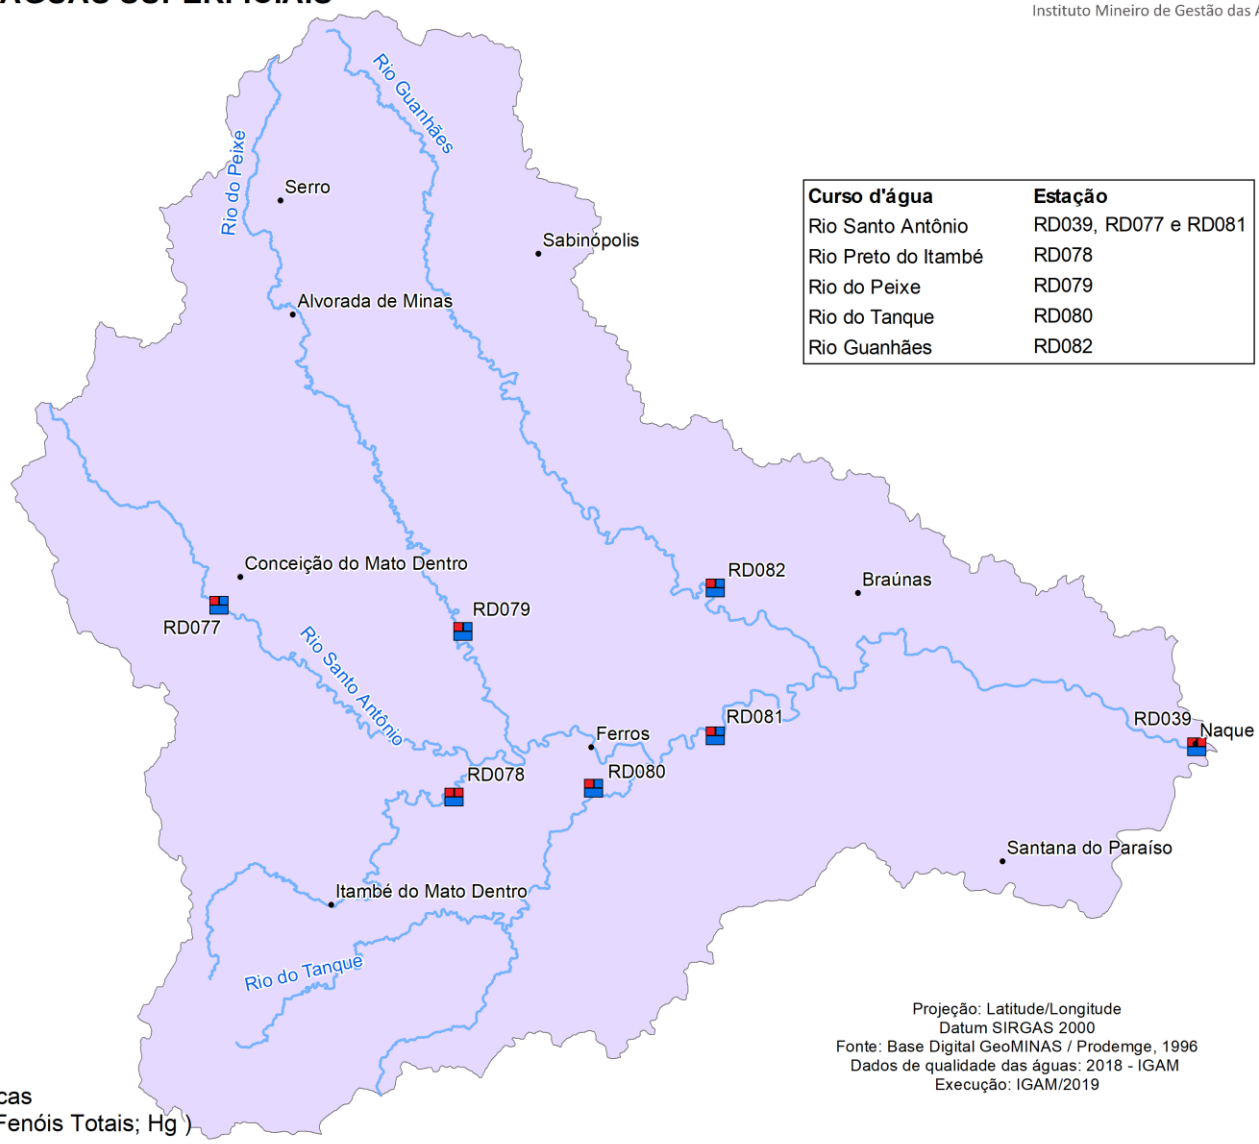 ÁGUAS SUPERFICIAIS
Instituto Mineiro de Gestão das
Rio Guanhães
Rio do Peixe
Serro
Sabinópolis
Alvorada de Minas
Curso d'água Estação
Rio Santo Antônio RD039, RD077 e RD081
Rio Preto do Itambé RD078
Rio do Peixe RD079
Rio do Tanque RD080
Rio Guanhães RD082
Conceição do Mato Dentro
RD082
Braúnas
RD079
RD077
Rio Santo Antônio
RD081
RD039
Naque
Ferros
RD078
RD080
Santana do Paraíso
Itambé do Mato Dentro
Rio do Tanque
Projeção: Latitude/Longitude
Datum SIRGAS 2000
Fonte: Base Digital GeoMINAS / Prodemge, 1996
Dados de qualidade das águas: 2018 - IGAM
Execução: IGAM/2019
cas
Fenóis Totais; Hg )